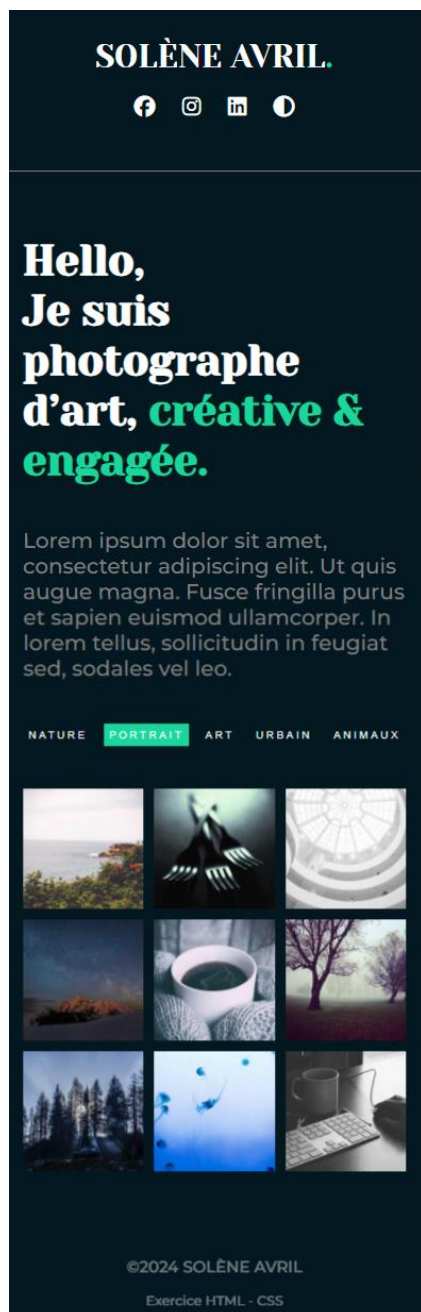 SOLÈNE AVRIL.
Hello,
Je suis
photographe
d’art, créative &
engagée.
Lorem ipsum dolor sit amet,
consectetur adipiscing elit. Ut quis
augue magna. Fusce fringilla purus
et sapien euismod ullamcorper. In
lorem tellus, sollicitudin in feugiat
sed, sodales vel leo.
NATURE PORTRAIT ART URBAIN ANIMAUX
©2024 SOLÈNE AVRIL
Exercice HTML - CSS